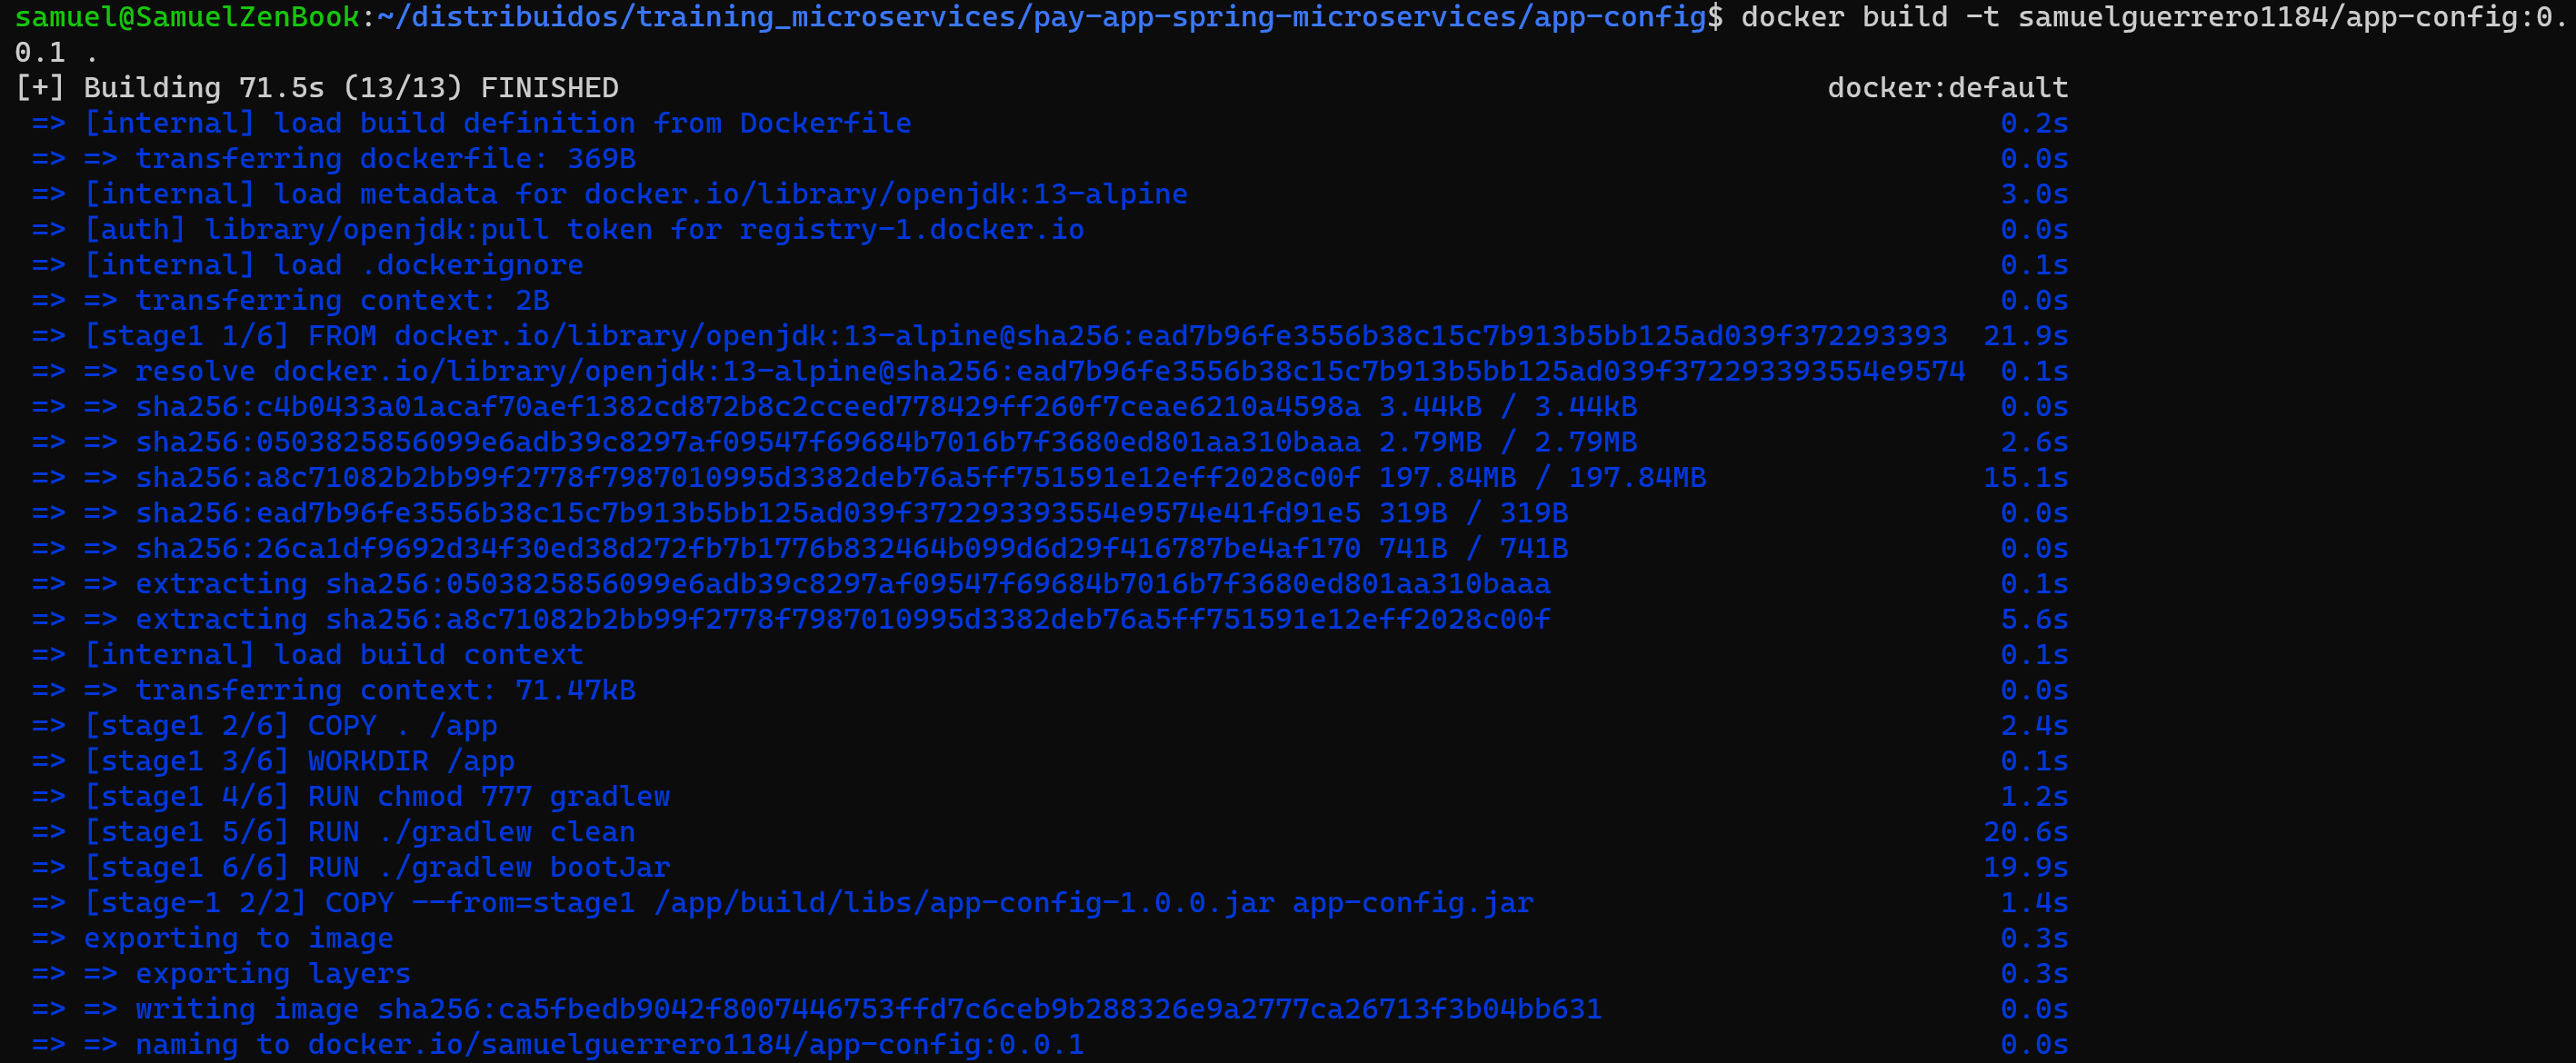 samuel@SamuelZenBook:~/distribuidos/training_microservices/pay-app-spring-microservices/app-config$ docker build -t samuelguerrero1184/app-config:0.
0.1 .
[+] Building 71.5s (13/13) FINISHED docker:default
=> [internal] load build definition from Dockerfile 0.2s
=> => transferring dockerfile: 369B 0.0s
=> [internal] load metadata for docker.io/library/openjdk:13-alpine 3.0s
=> [auth] library/openjdk:pull token for registry-1.docker.io 0.0s
=> [internal] load .dockerignore 0.1s
=> => transferring context: 2B 0.0s
=> [stage1 1/6] FROM docker.io/library/openjdk:13-alpine@sha256:ead7b96fe3556b38c15c7b913b5bb125ad039f372293393 21.9s
=> => resolve docker.io/library/openjdk:13-alpine@sha256:ead7b96fe3556b38c15c7b913b5bb125ad039f372293393554e9574 0.1s
=> => sha256:c4b0433a01acaf70aef1382cd872b8c2cceed778429ff260f7ceae6210a4598a 3.44kB / 3.44kB 0.0s
=> => sha256:0503825856099e6adb39c8297af09547f69684b7016b7f3680ed801aa310baaa 2.79MB / 2.79MB 2.6s
=> => sha256:a8c71082b2bb99f2778f7987010995d3382deb76a5ff751591e12eff2028c00f 197.84MB / 197.84MB 15.1s
=> => sha256:ead7b96fe3556b38c15c7b913b5bb125ad039f372293393554e9574e41fd91e5 319B / 319B 0.0s
=> => sha256:26ca1df9692d34f30ed38d272fb7b1776b832464b099d6d29f416787be4af170 741B / 741B 0.0s
=> => extracting sha256:0503825856099e6adb39c8297af09547f69684b7016b7f3680ed801aa310baaa 0.1s
=> => extracting sha256:a8c71082b2bb99f2778f7987010995d3382deb76a5ff751591e12eff2028c00f 5.6s
=> [internal] load build context 0.1s
=> => transferring context: 71.47kB 0.0s
=> [stage1 2/6] COPY . /app 2.4s
=> [stage1 3/6] WORKDIR /app 0.1s
=> [stage1 4/6] RUN chmod 777 gradlew 1.2s
=> [stage1 5/6] RUN ./gradlew clean 20.6s
=> [stage1 6/6] RUN ./gradlew bootJar 19.9s
=> [stage-1 2/2] COPY --from=stage1 /app/build/libs/app-config-1.0.0.jar app-config.jar 1.4s
=> exporting to image 0.3s
=> => exporting layers 0.3s
=> => writing image sha256:ca5fbedb9042f8007446753ffd7c6ceb9b288326e9a2777ca26713f3b04bb631 0.0s
=> => naming to docker.io/samuelguerrero1184/app-config:0.0.1 0.0s